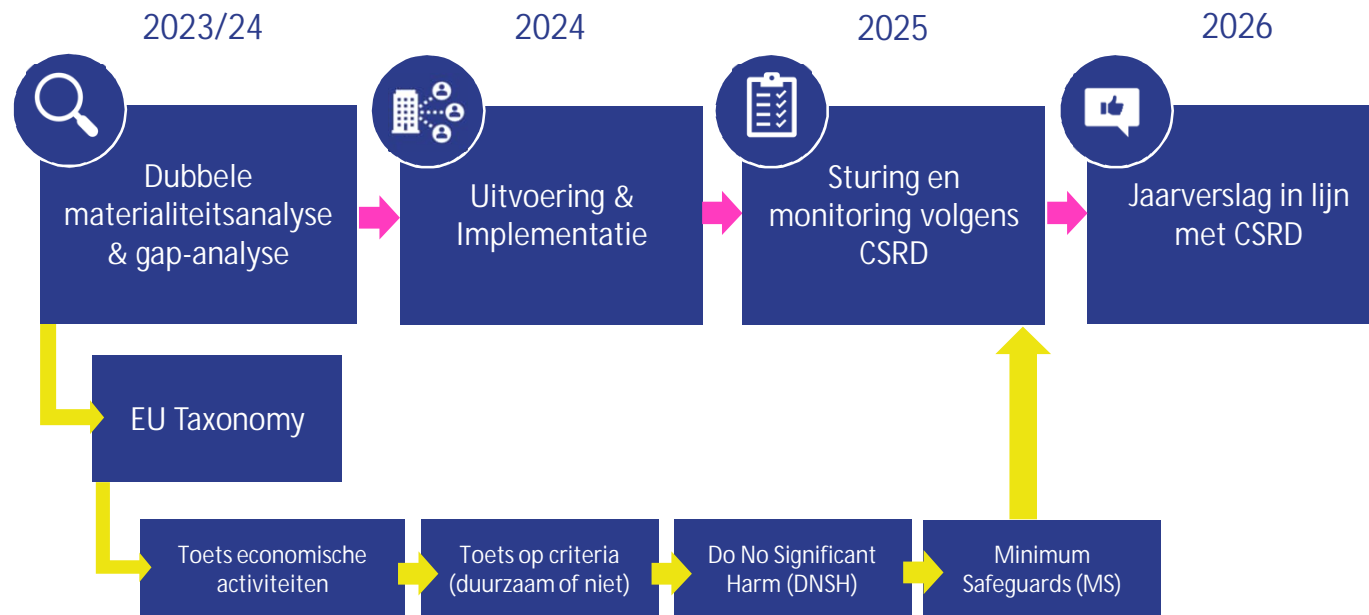 2023/24
2024
2025
2026
Dubbele
materialiteitsanalyse
& gap-analyse
Uitvoering &
Implementatie
Sturing en
monitoring volgens
CSRD
Jaarverslag in lijn
met CSRD
EU Taxonomy
Toets economische
activiteiten
Toets op criteria
(duurzaam of niet)
Do No Significant
Harm (DNSH)
Minimum
Safeguards (MS)